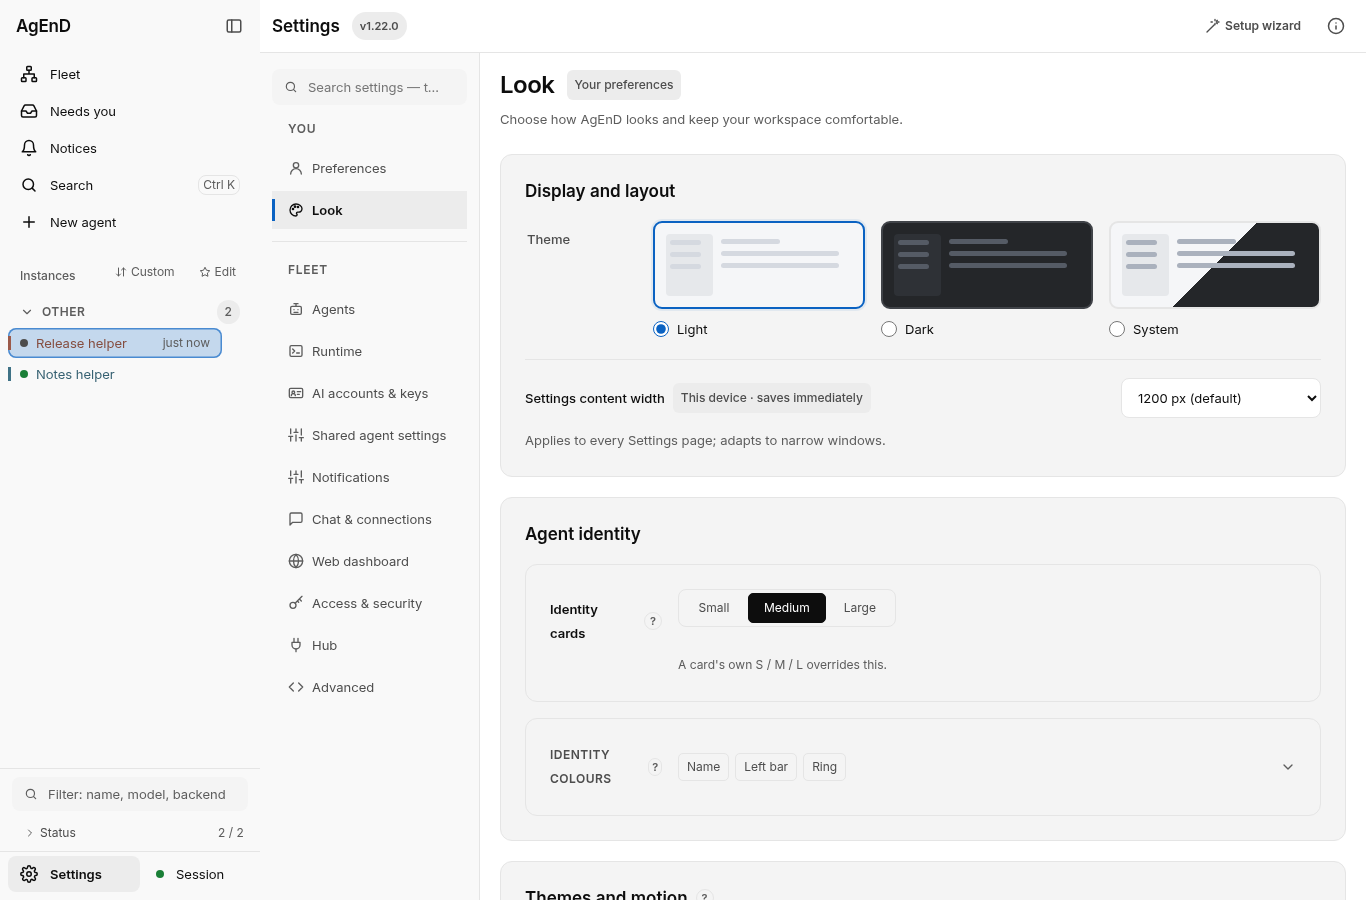 AgEnD
Fleet
Needs you
Notices
Search
Ctrl K
New agent
Instances
Custom
Edit
OTHER
2
Release helper
just now
Notes helper
Filter: name, model, backend
Status
2 / 2
Settings
Session
Settings
v1.22.0
Setup wizard
Search settings — t...
YOU
Preferences
Look
FLEET
Agents
Runtime
AI accounts & keys
Shared agent settings
Notifications
Chat & connections
Web dashboard
Access & security
Hub
Advanced
Look
Your preferences
Choose how AgEnD looks and keep your workspace comfortable.
Display and layout
Theme
Light
Dark
System
Settings content width
This device · saves immediately
1200 px (default)
Applies to every Settings page; adapts to narrow windows.
Agent identity
Identity
cards
?
Small
Medium
Large
A card's own S / M / L overrides this.
IDENTITY
COLOURS
?
Name
Left bar
Ring
Themes and motion
?